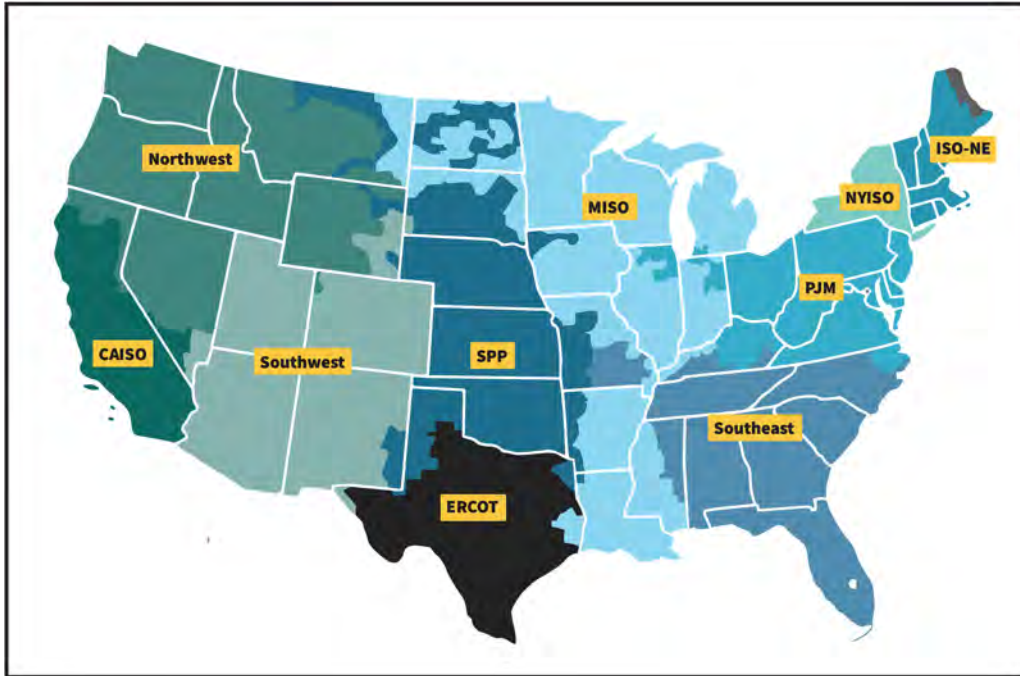 ISO-NE
Northwest
NYISO
MISO
PJM
CAISO
Southwest
SPP
Southeast
ERCOT